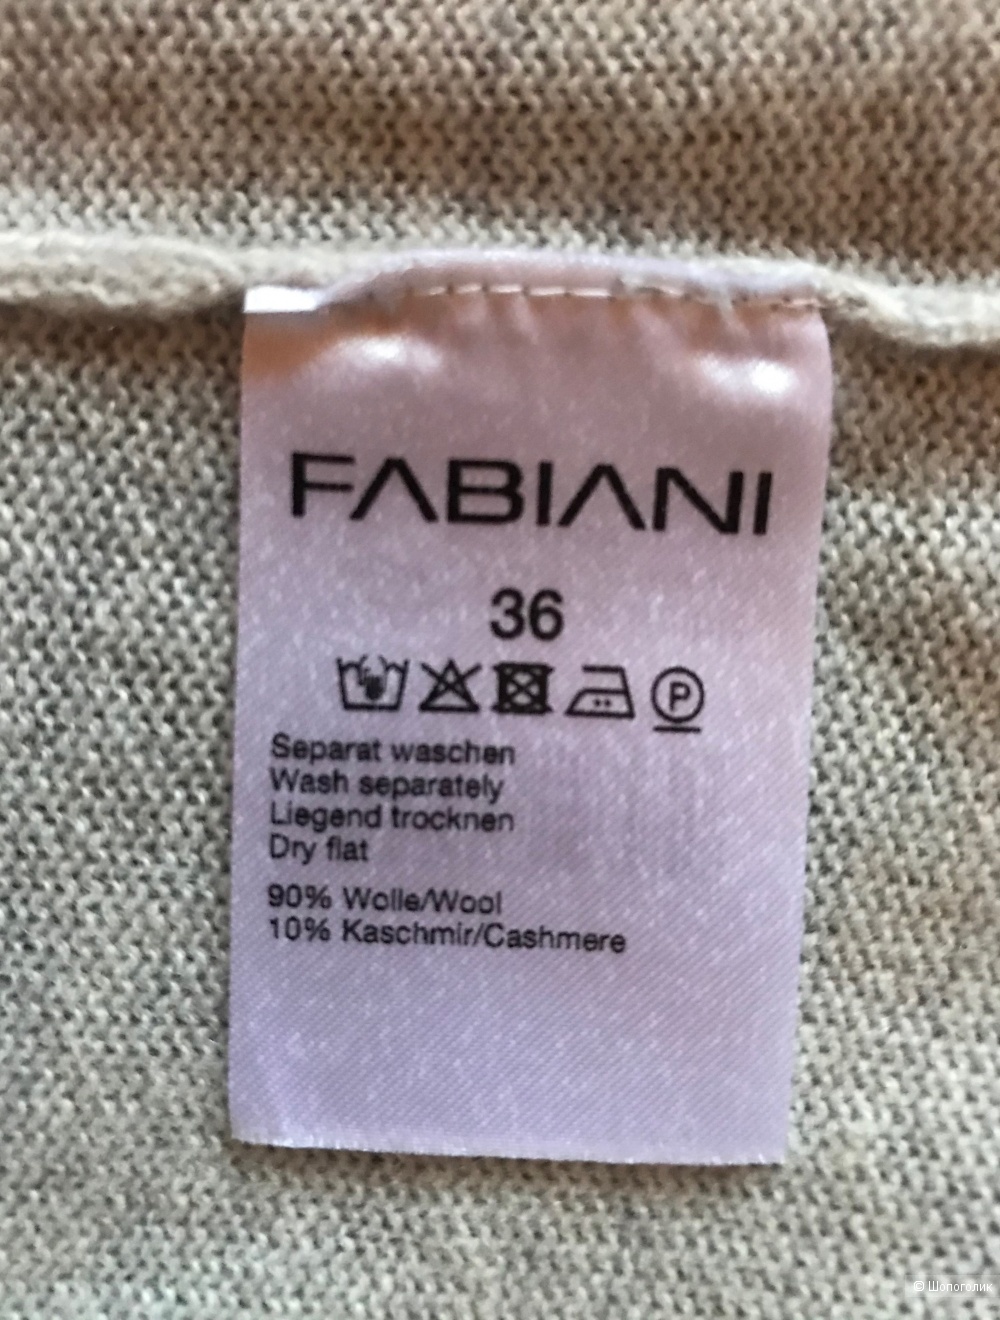 FABIANI
36
P
Separat waschen
Wash separately
Liegend trocknen
Dry flat
90% Wolle/Wool
10% Kaschmir/Cashmere
© Шопоголик